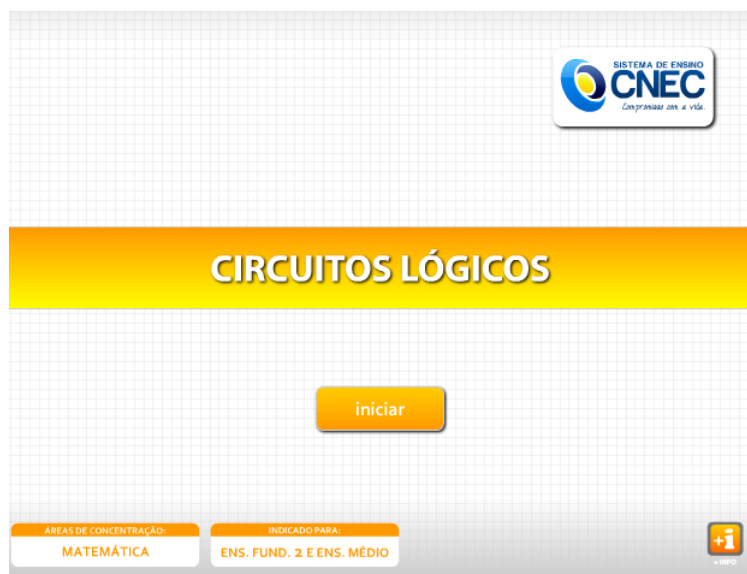 SISTEMA DE ENSINO
CNEC
Compromisso com a vida.
CIRCUITOS LÓGICOS
iniciar
ÁREAS DE CONCENTRAÇÃO:
MATEMÁTICA
INDICADO PARA:
ENS. FUND. 2 E ENS. MÉDIO
+i
+ INFO